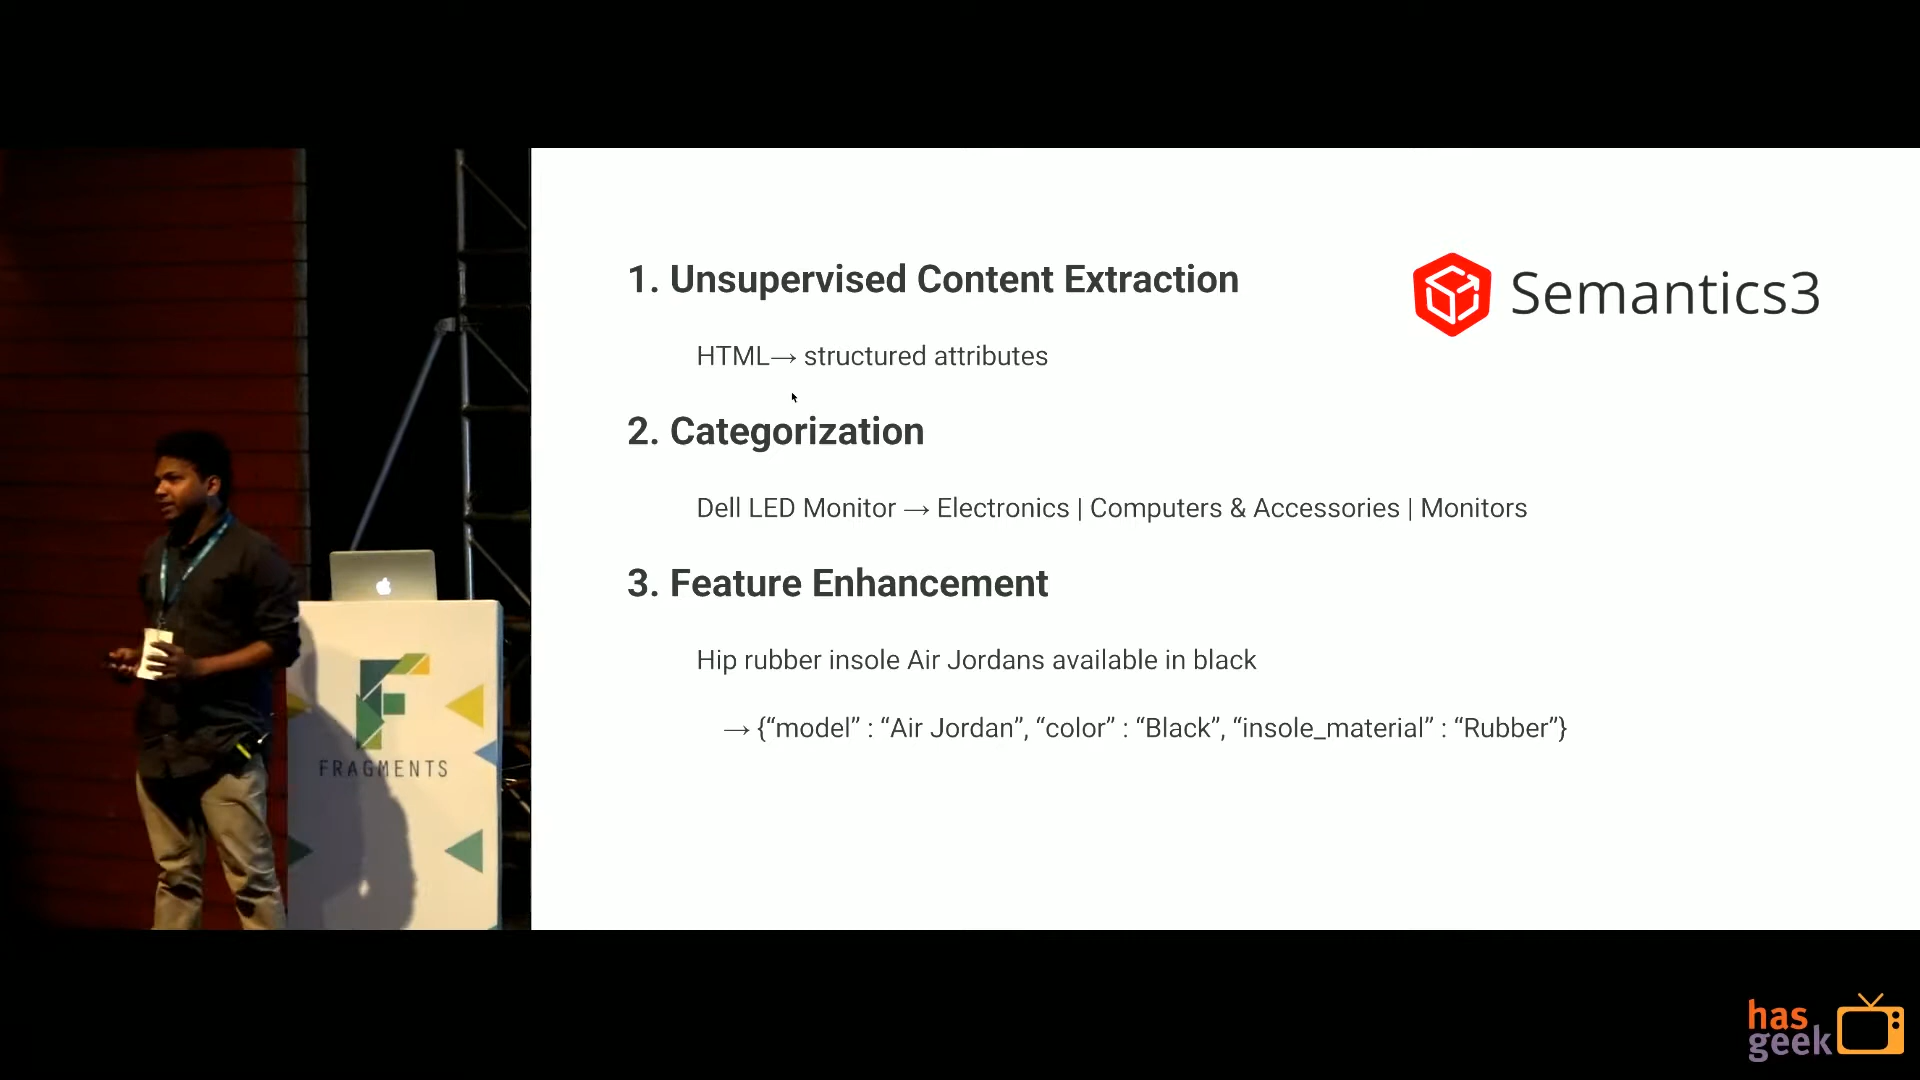 1. Unsupervised Content Extraction
Semantics3
HTML→ structured attributes
2. Categorization
Dell LED Monitor → Electronics | Computers & Accessories | Monitors
3. Feature Enhancement
Hip rubber insole Air Jordans available in black
→ {“model” : “Air Jordan”, “color” : “Black”, “insole_material” : “Rubber”}
FRAGMENTS
has
geek